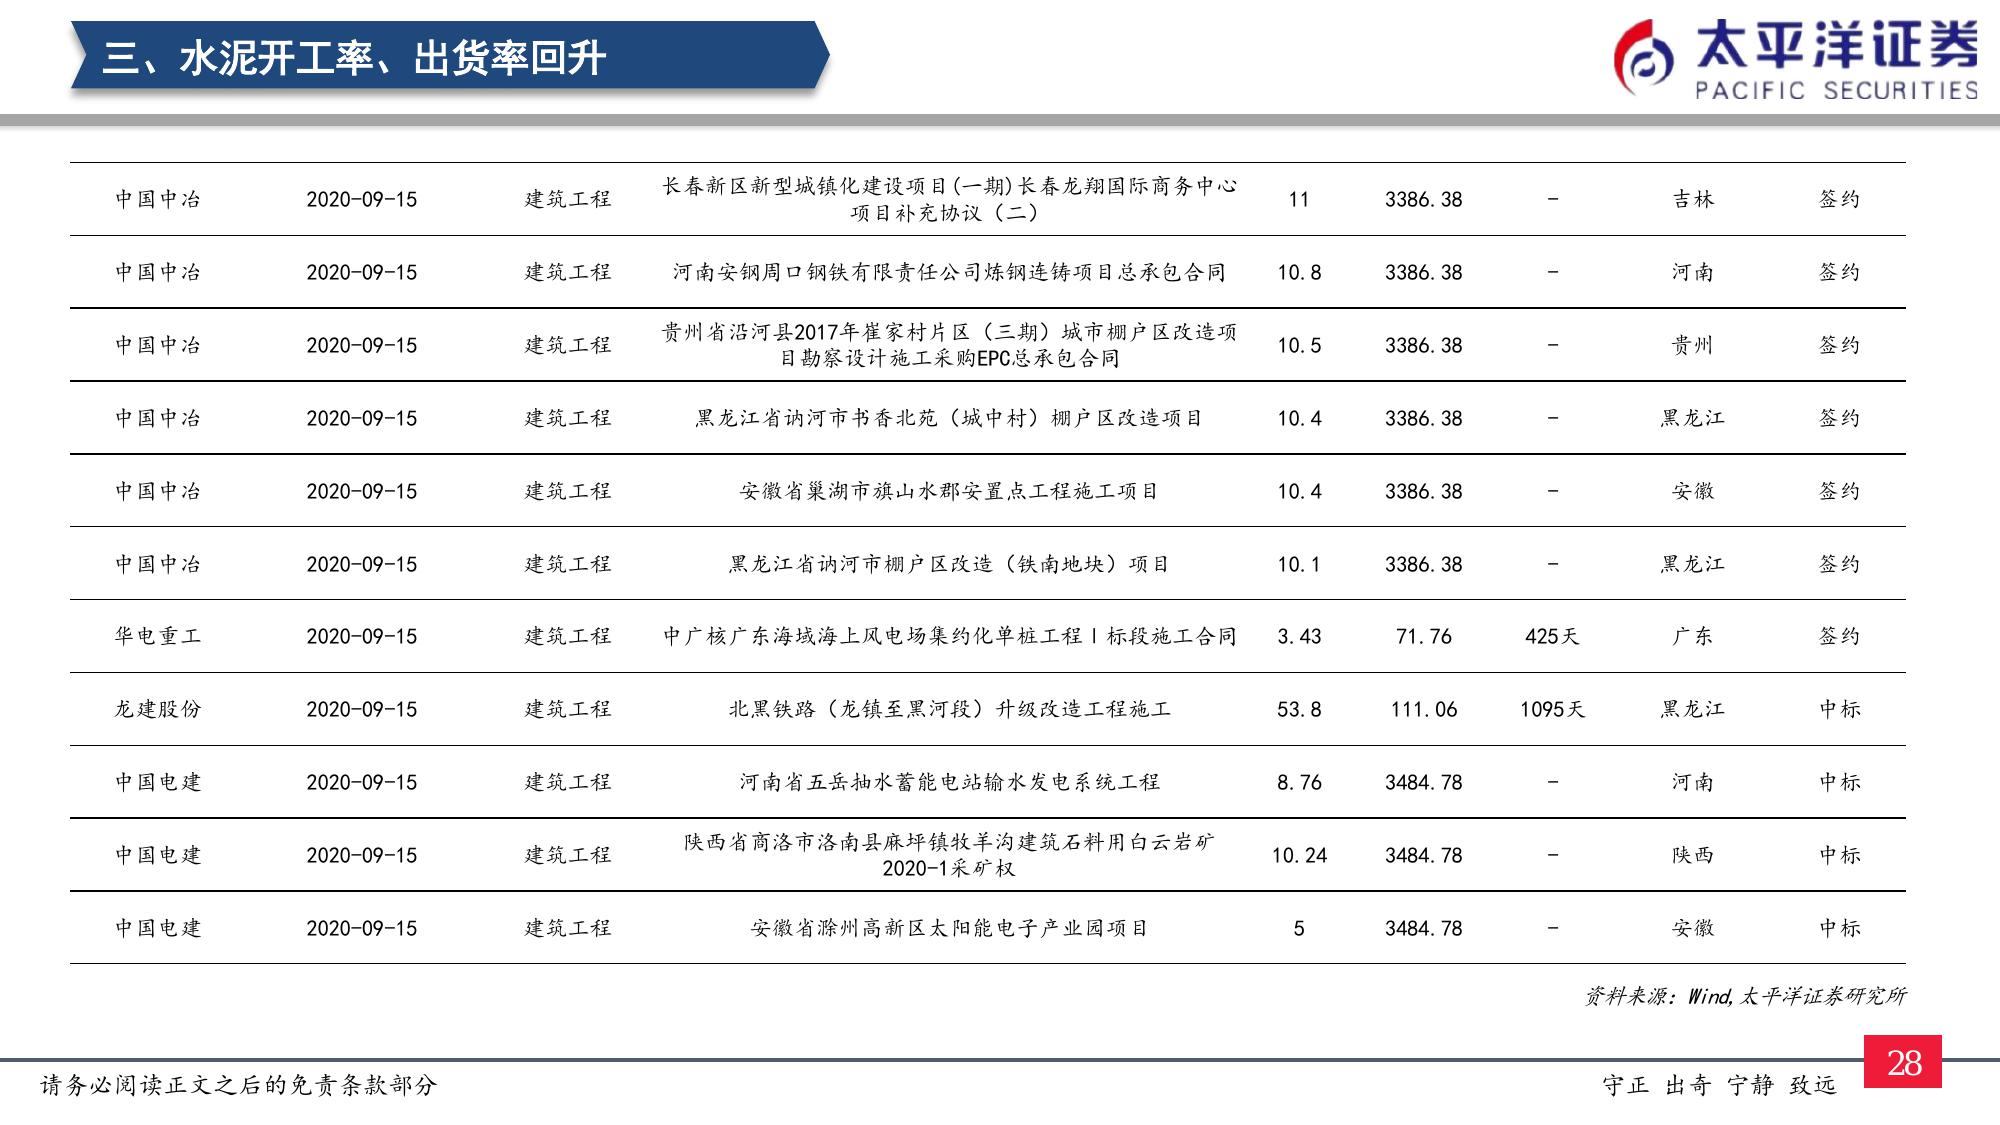 三、水泥开工率、出货率回升
太平洋证券
PACIFIC SECURITIES
中国中冶 2020-09-15 建筑工程 长春新区新型城镇化建设项目(一期)长春龙翔国际商务中心 11 3386.38 - 吉林 签约
项目补充协议（二）
中国中冶 2020-09-15 建筑工程 河南安钢周口钢铁有限责任公司炼钢连铸项目总承包合同 10.8 3386.38 - 河南 签约
贵州省沿河县2017年崔家村片区（三期）城市棚户区改造项
中国中冶 2020-09-15 建筑工程 目勘察设计施工采购EPC总承包合同 10.5 3386.38 - 贵州 签约
中国中冶 2020-09-15 建筑工程 黑龙江省讷河市书香北苑（城中村）棚户区改造项目 10.4 3386.38 - 黑龙江 签约
中国中冶 2020-09-15 建筑工程 安徽省巢湖市旗山水郡安置点工程施工项目 10.4 3386.38 - 安徽 签约
中国中冶 2020-09-15 建筑工程 黑龙江省讷河市棚户区改造（铁南地块）项目 10.1 3386.38 - 黑龙江 签约
华电重工 2020-09-15 建筑工程 中广核广东海域海上风电场集约化单桩工程Ⅰ标段施工合同 3.43 71.76 425天 广东 签约
龙建股份 2020-09-15 建筑工程 北黑铁路（龙镇至黑河段）升级改造工程施工 53.8 111.06 1095天 黑龙江 中标
中国电建 2020-09-15 建筑工程 河南省五岳抽水蓄能电站输水发电系统工程 8.76 3484.78 - 河南 中标
陕西省商洛市洛南县麻坪镇牧羊沟建筑石料用白云岩矿
中国电建 2020-09-15 建筑工程 2020-1采矿权 10.24 3484.78 - 陕西 中标
中国电建 2020-09-15 建筑工程 安徽省滁州高新区太阳能电子产业园项目 5 3484.78 - 安徽 中标
资料来源：Wind,太平洋证券研究所
28
请务必阅读正文之后的免责条款部分
守正 出奇 宁静 致远